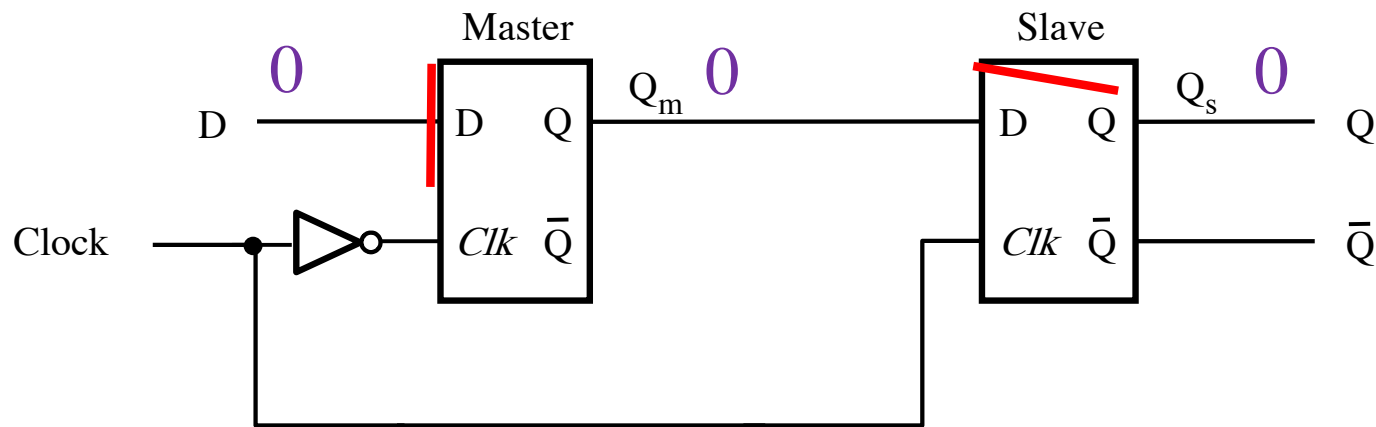 Master
Slave
0
Q_m 0
Q_s 0
D
D Q
D Q
Q
Clock
Clk Q̅
Clk Q̅
Q̅